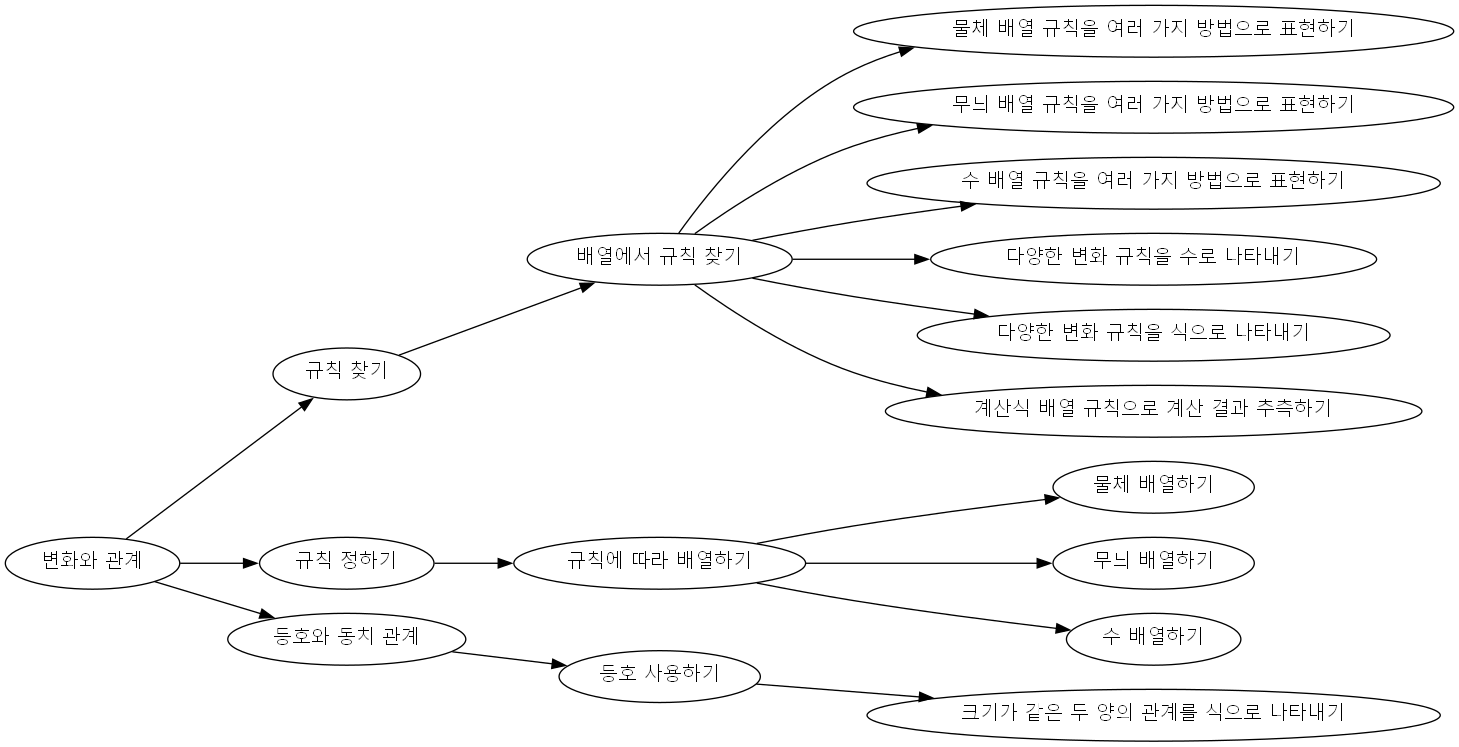 물체 배열 규칙을 여러 가지 방법으로 표현하기
무늬 배열 규칙을 여러 가지 방법으로 표현하기
수 배열 규칙을 여러 가지 방법으로 표현하기
배열에서 규칙 찾기
다양한 변화 규칙을 수로 나타내기
다양한 변화 규칙을 식으로 나타내기
규칙 찾기
계산식 배열 규칙으로 계산 결과 추측하기
물체 배열하기
변화와 관계
규칙 정하기
규칙에 따라 배열하기
무늬 배열하기
등호와 동치 관계
수 배열하기
등호 사용하기
크기가 같은 두 양의 관계를 식으로 나타내기